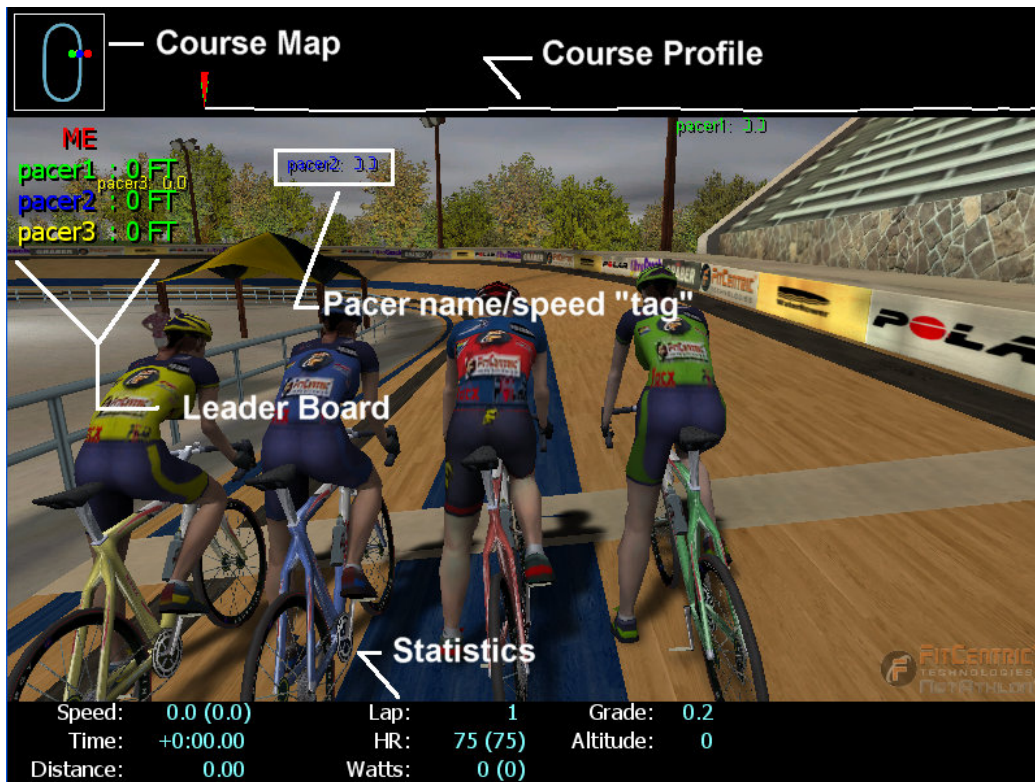 Course Map
Course Profile
ME
pacer1 : 0 FT
pacer2 : 0 FT
pacer3 : 0 FT
pacer3: 0.0
pacer2: 0.0
pacer1: 0.0
Pacer name/speed "tag"
Leader Board
FITCENTRIC
TECHNOLOGIES
POLAR
Statistics
FITCENTRIC
TECHNOLOGIES
NETATHLON
Speed: 0.0 (0.0) Lap: 1 Grade: 0.2
Time: +0:00.00 HR: 75 (75) Altitude: 0
Distance: 0.00 Watts: 0 (0)